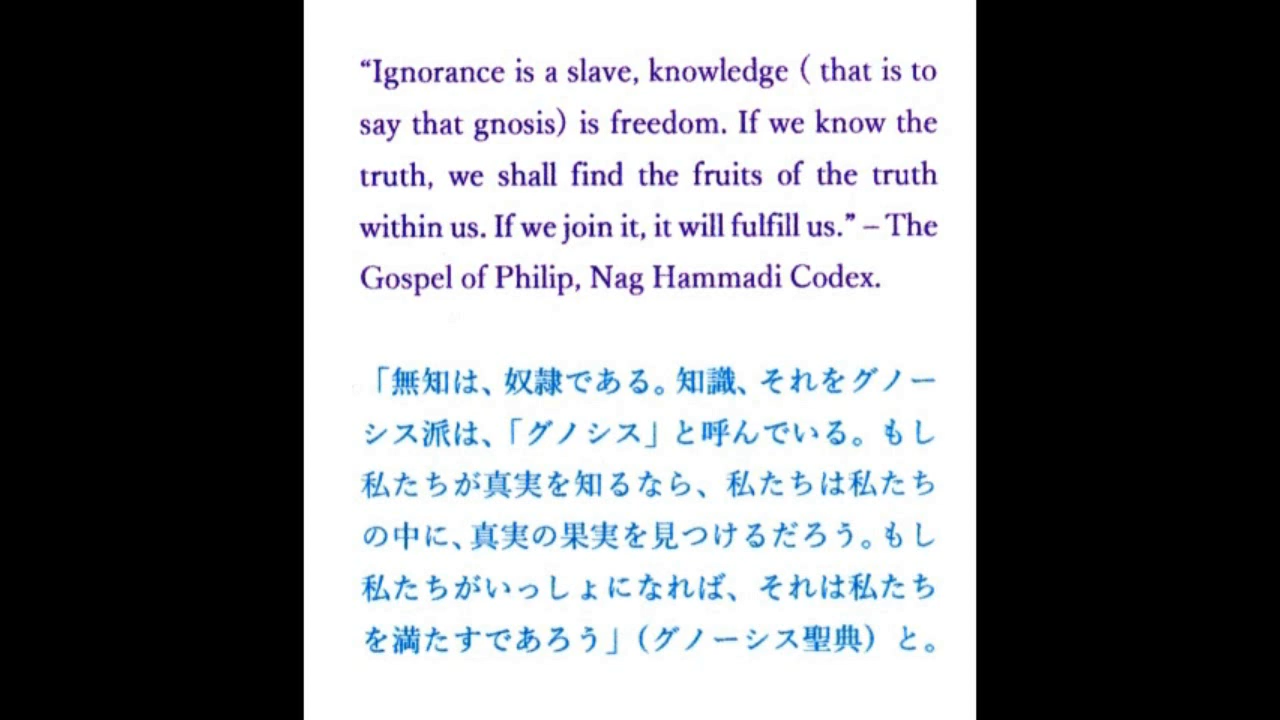 “Ignorance is a slave, knowledge ( that is to
say that gnosis) is freedom. If we know the
truth, we shall find the fruits of the truth
within us. If we join it, it will fulfill us.” – The
Gospel of Philip, Nag Hammadi Codex.
「無知は、奴隷である。知識、それをグノー
シス派は、「グノシス」と呼んでいる。もし
私たちが真実を知るなら、私たちは私たち
の中に、真実の果実を見つけるだろう。もし
私たちがいっしょになれば、それは私たち
を満たすであろう」（グノーシス聖典）と。